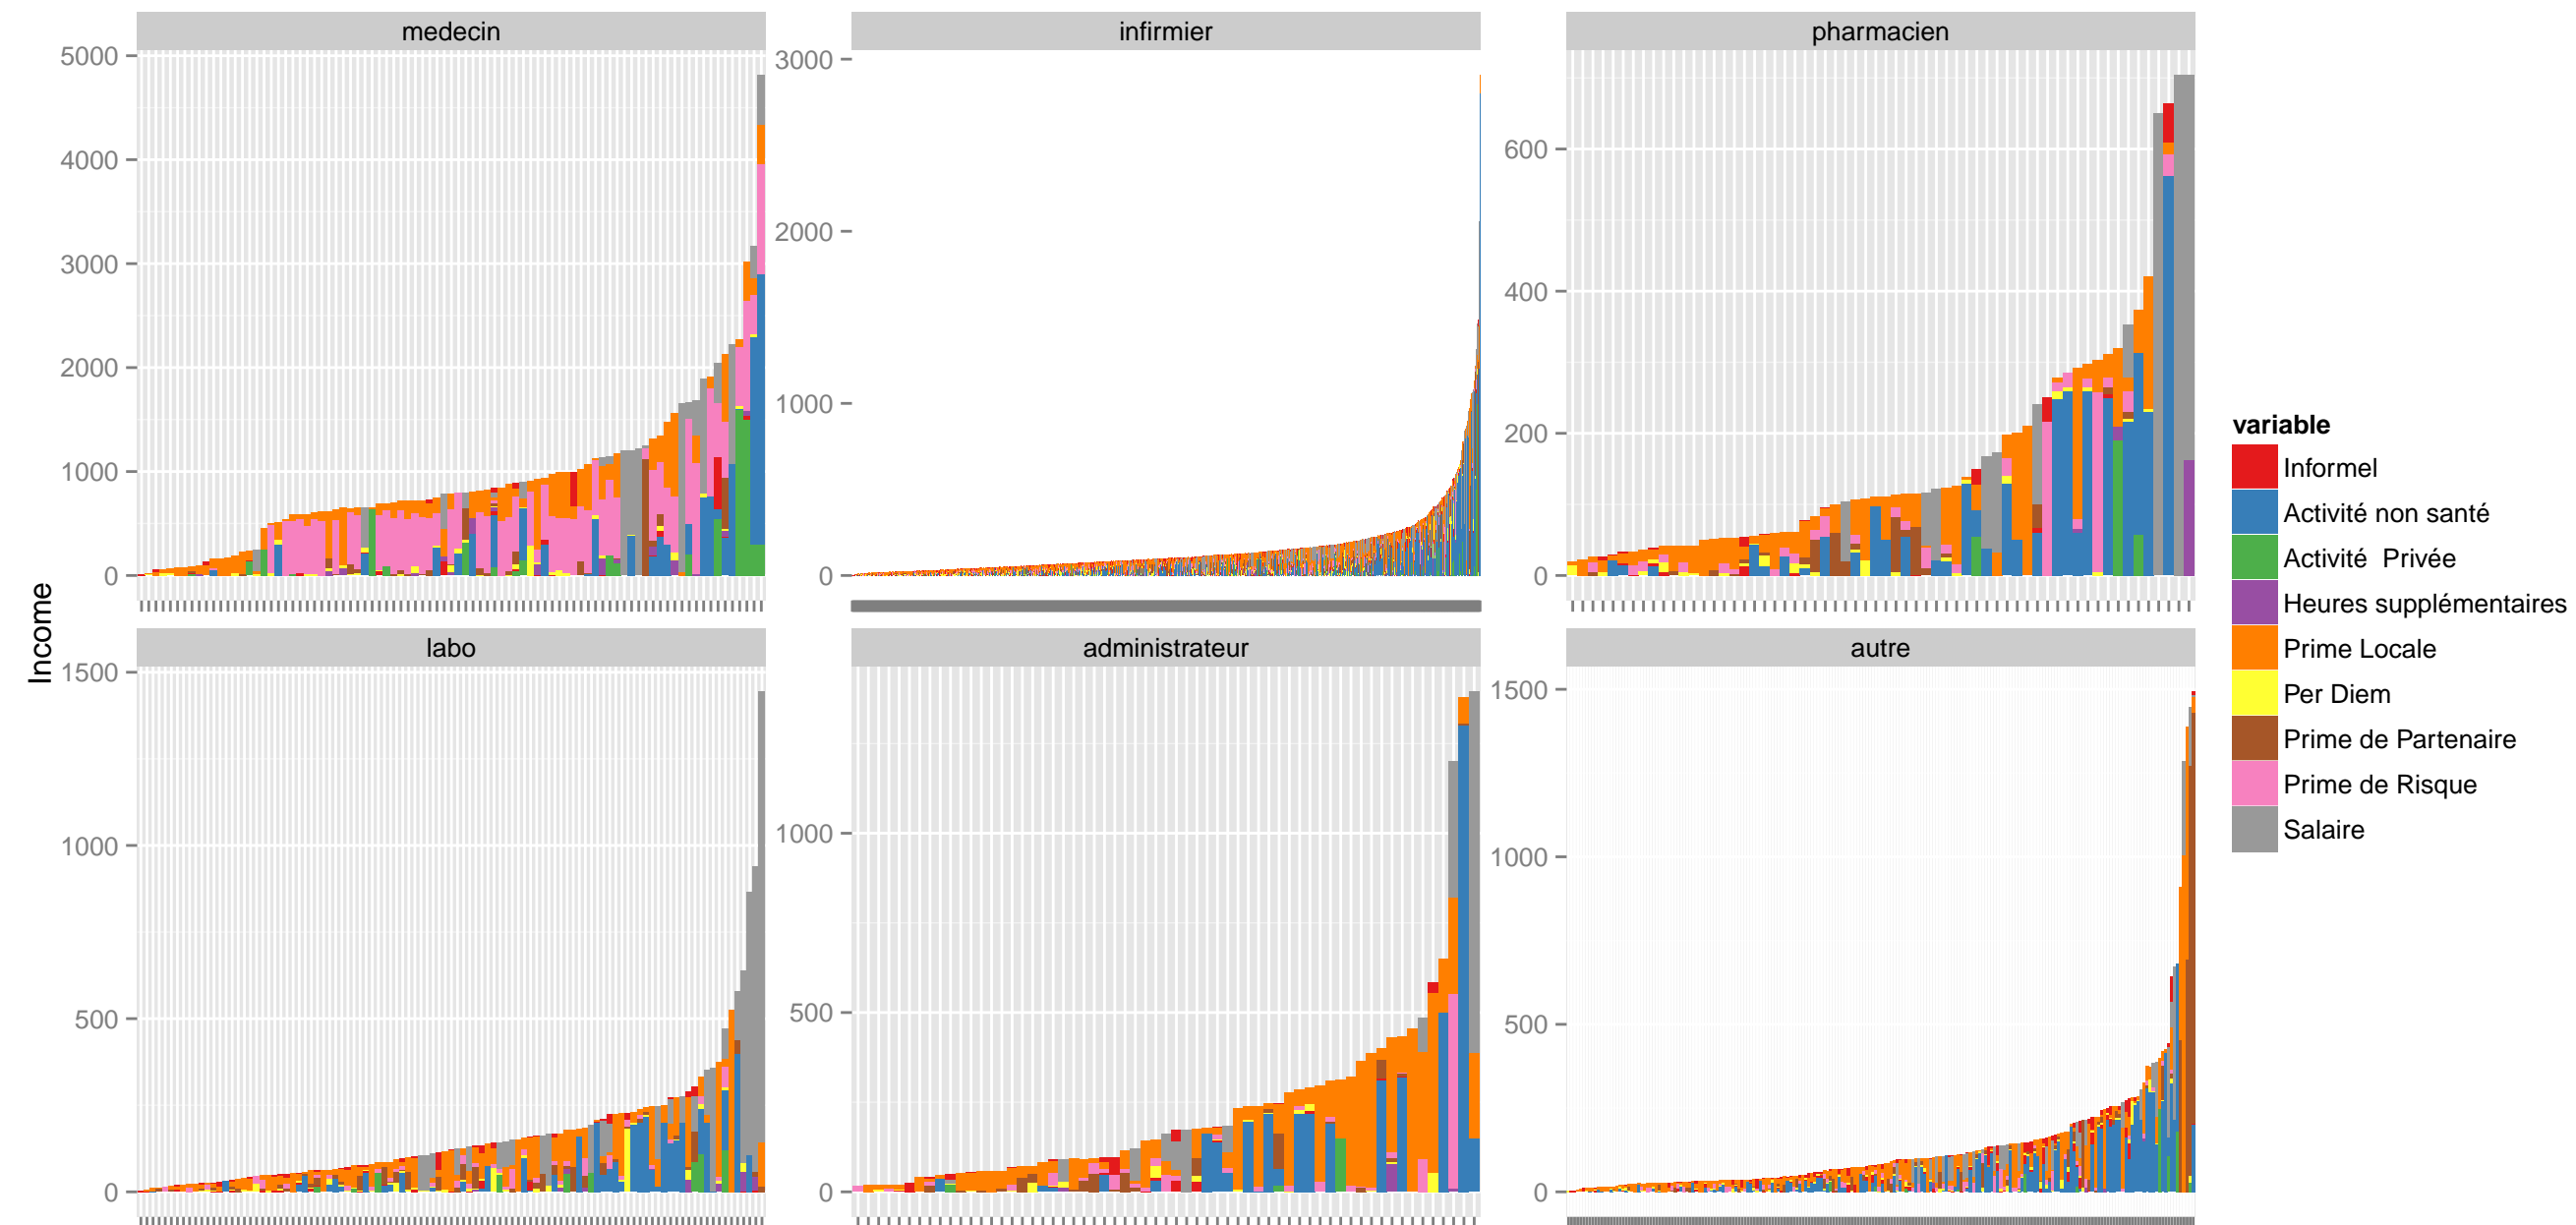 medecin
infirmier
pharmacien
5000
4000
3000
2000
1000
0
3000
2000
1000
0
600
400
200
0
Income
labo
administrateur
autre
1500
1000
500
0
1000
500
0
1500
1000
500
0
variable
Informel
Activité non santé
Activité  Privée
Heures supplémentaires
Prime Locale
Per Diem
Prime de Partenaire
Prime de Risque
Salaire